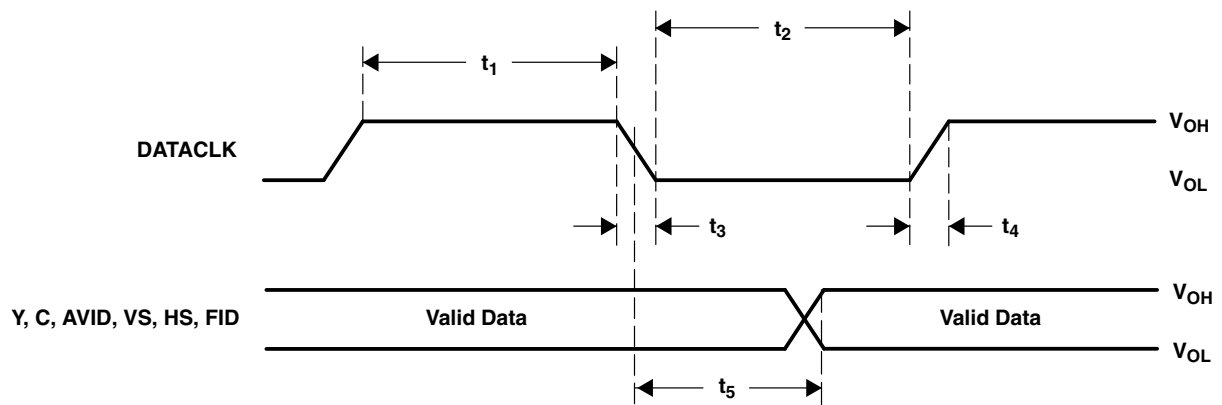 t2
t1
DATACLK
VOH
VOL
t3
t4
Y, C, AVID, VS, HS, FID
Valid Data
Valid Data
VOH
VOL
t5